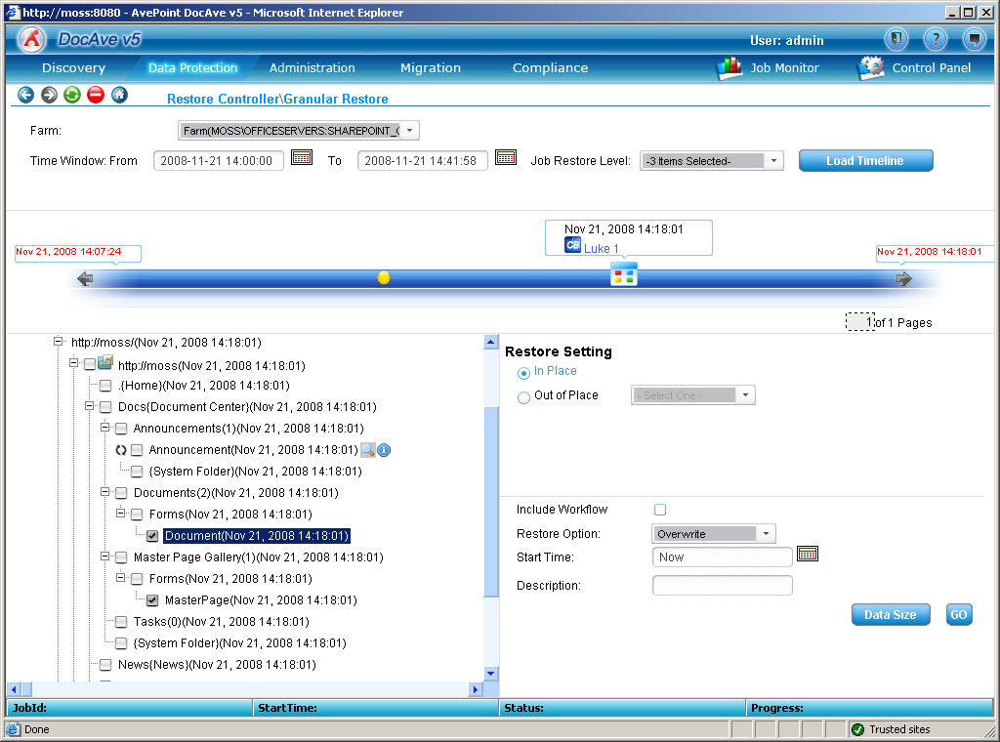 http://moss:8080 - AvePoint DocAve v5 - Microsoft Internet Explorer
DocAve v5
User: admin
Discovery Data Protection Administration Migration Compliance Job Monitor Control Panel
Restore Controller\Granular Restore
Farm: Farm(MOSS\OFFICESERVERS:SHAREPOINT_
Time Window: From 2008-11-21 14:00:00 To 2008-11-21 14:41:58 Job Restore Level: -3 Items Selected- Load Timeline
Nov 21, 2008 14:18:01
CB Luke 1
Nov 21, 2008 14:07:24
Nov 21, 2008 14:18:01
1 of 1 Pages
http://moss/(Nov 21, 2008 14:18:01)
http://moss(Nov 21, 2008 14:18:01)
.{Home}(Nov 21, 2008 14:18:01)
Docs{Document Center}(Nov 21, 2008 14:18:01)
Announcements(1)(Nov 21, 2008 14:18:01)
Announcement(Nov 21, 2008 14:18:01)
{System Folder}(Nov 21, 2008 14:18:01)
Documents(2)(Nov 21, 2008 14:18:01)
Forms(Nov 21, 2008 14:18:01)
Document(Nov 21, 2008 14:18:01)
Master Page Gallery(1)(Nov 21, 2008 14:18:01)
Forms(Nov 21, 2008 14:18:01)
MasterPage(Nov 21, 2008 14:18:01)
Tasks(0)(Nov 21, 2008 14:18:01)
{System Folder}(Nov 21, 2008 14:18:01)
News{News}(Nov 21, 2008 14:18:01)
Restore Setting
In Place
Out of Place - Select One -
Include Workflow
Restore Option: Overwrite
Start Time: Now
Description:
Data Size GO
JobId: StartTime: Status: Progress:
Done Trusted sites